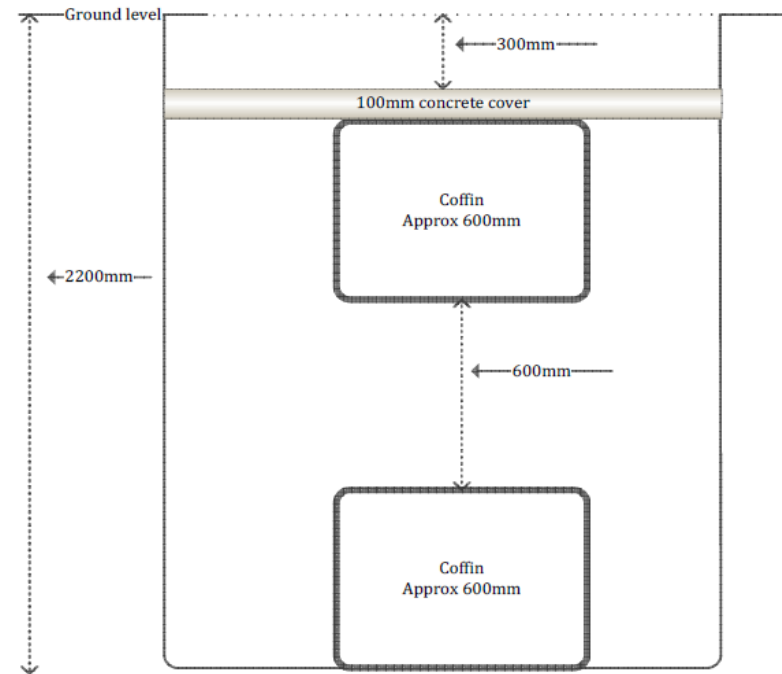 Ground level
300mm
100mm concrete cover
Coffin
Approx 600mm
2200mm
600mm
Coffin
Approx 600mm